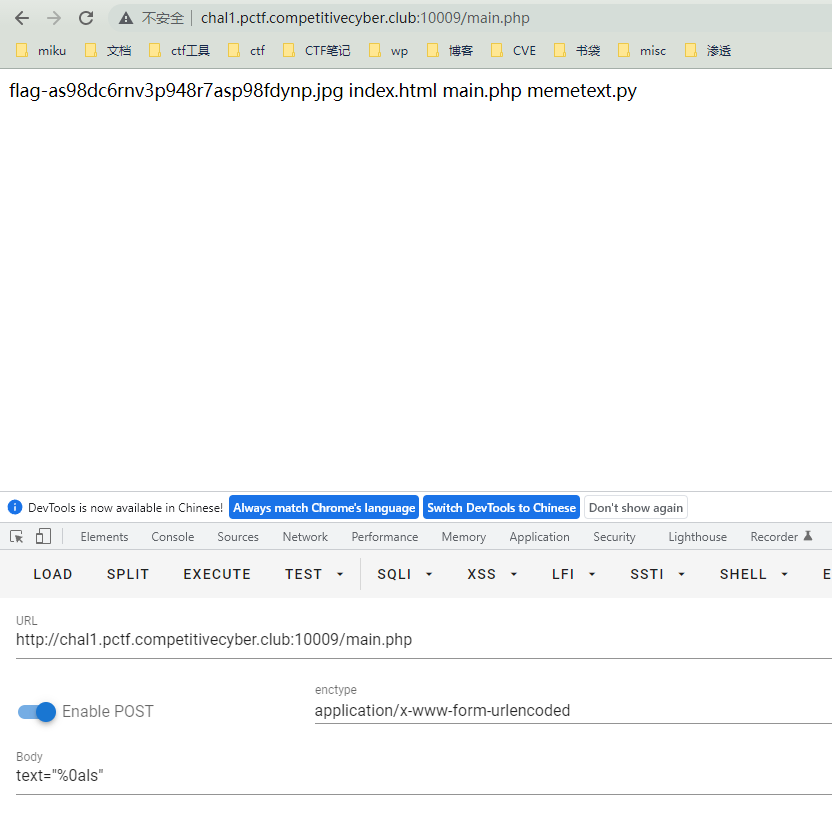 不安全 | chal1.pctf.competitivecyber.club:10009/main.php
miku 文档 ctf工具 ctf CTF笔记 wp 博客 CVE 书袋 misc 渗透
flag-as98dc6rnv3p948r7asp98fdynp.jpg index.html main.php memetext.py
DevTools is now available in Chinese! Always match Chrome's language Switch DevTools to Chinese Don't show again
Elements Console Sources Network Performance Memory Application Security Lighthouse Recorder
LOAD SPLIT EXECUTE TEST SQLI XSS LFI SSTI SHELL E
URL
http://chal1.pctf.competitivecyber.club:10009/main.php
enctype
Enable POST application/x-www-form-urlencoded
Body
text="%0als"